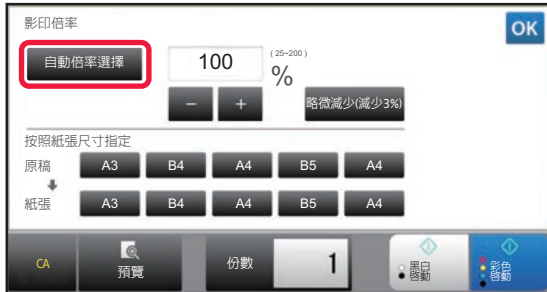 影印倍率
OK
自動倍率選擇
100
(25~200)
%
− +
略微減少(減少3%)
按照紙張尺寸指定
原稿 A3 B4 A4 B5 A4
紙張 A3 B4 A4 B5 A4
CA
預覽
份數
1
黑白
啓動
彩色
啓動